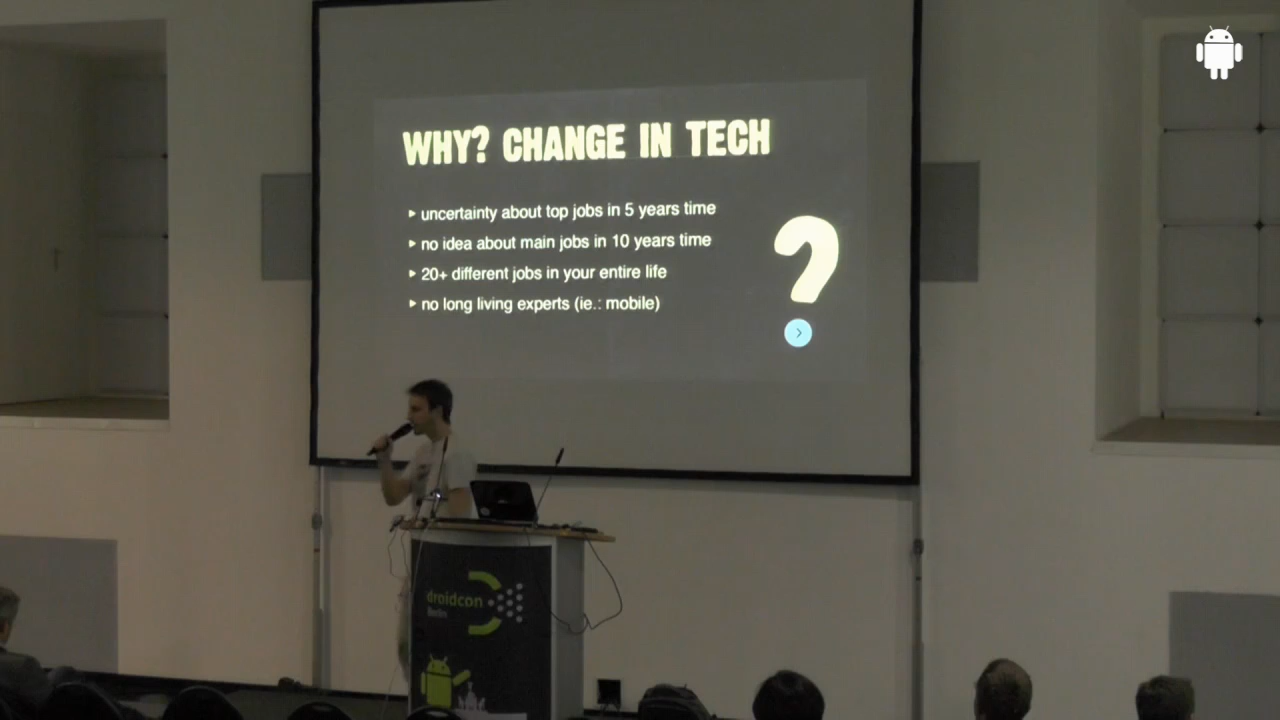 WHY? CHANGE IN TECH
▸ uncertainty about top jobs in 5 years time
▸ no idea about main jobs in 10 years time
▸ 20+ different jobs in your entire life
▸ no long living experts (ie.: mobile)
?
droidcon
Berlin